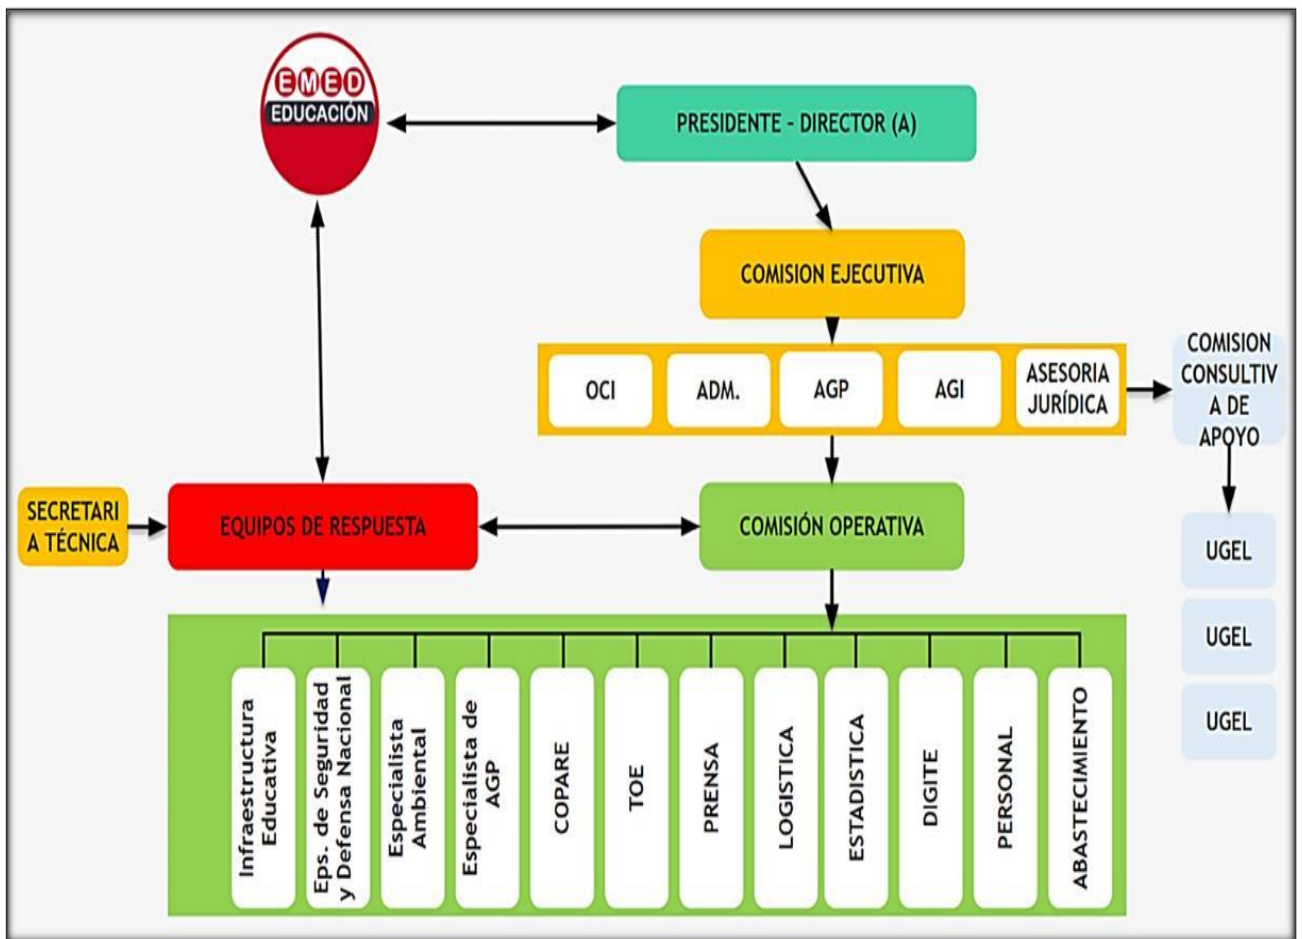 EMED
EDUCACIÓN
PRESIDENTE - DIRECTOR (A)
COMISION EJECUTIVA
OCI
ADM.
AGP
AGI
ASESORIA
JURÍDICA
COMISION
CONSULTIV
A DE
APOYO
SECRETARI
A TÉCNICA
EQUIPOS DE RESPUESTA
COMISIÓN OPERATIVA
UGEL
UGEL
UGEL
Infraestructura
Educativa
Eps. de Seguridad
y Defensa Nacional
Especialista
Ambiental
Especialista de
AGP
COPARE
TOE
PRENSA
LOGISTICA
ESTADISTICA
DIGITE
PERSONAL
ABASTECIMIENTO